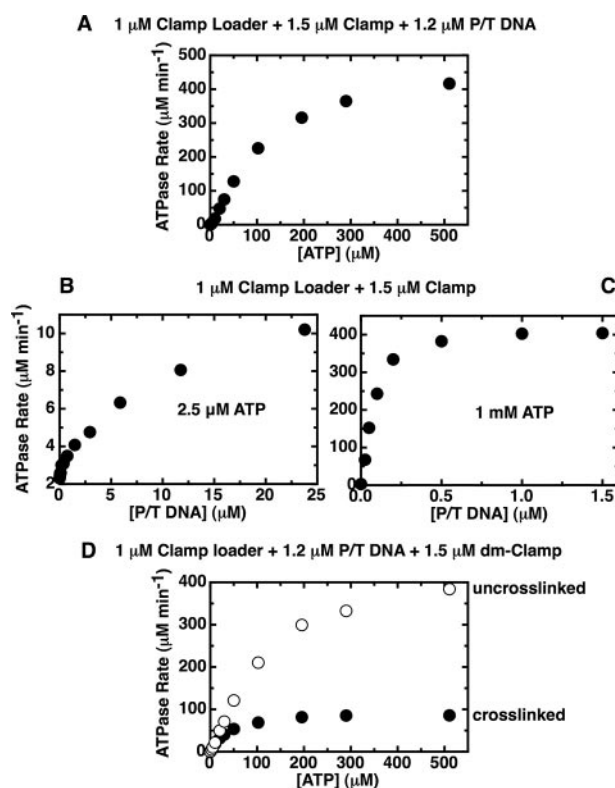 A 1 μM Clamp Loader + 1.5 μM Clamp + 1.2 μM P/T DNA
ATPase Rate (μM min⁻¹)
500
400
300
200
100
0
0 100 200 300 400 500
[ATP] (μM)
B 1 μM Clamp Loader + 1.5 μM Clamp C
ATPase Rate (μM min⁻¹)
10
8
6
4
2
2.5 μM ATP
0 5 10 15 20 25
[P/T DNA] (μM)
400
300
200
100
0
1 mM ATP
0.0 0.5 1.0 1.5
[P/T DNA] (μM)
D 1 μM Clamp loader + 1.2 μM P/T DNA + 1.5 μM dm-Clamp
ATPase Rate (μM min⁻¹)
400
300
200
100
0
uncrosslinked
crosslinked
0 100 200 300 400 500
[ATP] (μM)